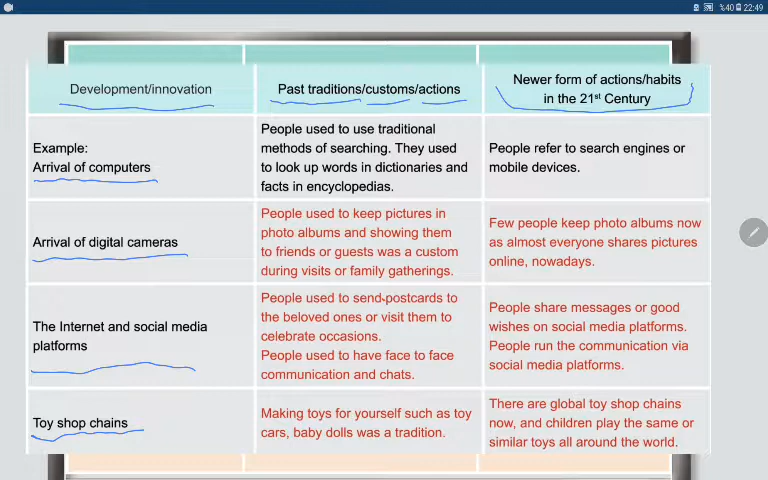 %40 22:49
Development/innovation
Past traditions/customs/actions
Newer form of actions/habits
in the 21st Century
Example:
Arrival of computers
People used to use traditional
methods of searching. They used
to look up words in dictionaries and
facts in encyclopedias.
People refer to search engines or
mobile devices.
Arrival of digital cameras
People used to keep pictures in
photo albums and showing them
to friends or guests was a custom
during visits or family gatherings.
Few people keep photo albums now
as almost everyone shares pictures
online, nowadays.
The Internet and social media
platforms
People used to send postcards to
the beloved ones or visit them to
celebrate occasions.
People used to have face to face
communication and chats.
People share messages or good
wishes on social media platforms.
People run the communication via
social media platforms.
Toy shop chains
Making toys for yourself such as toy
cars, baby dolls was a tradition.
There are global toy shop chains
now, and children play the same or
similar toys all around the world.